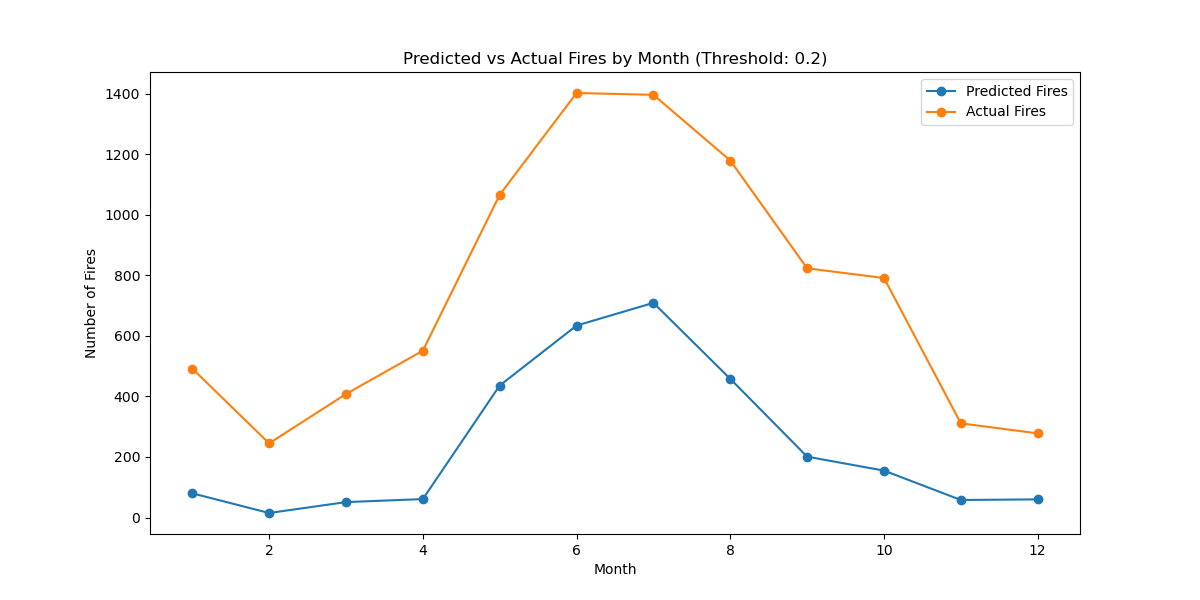 Predicted vs Actual Fires by Month (Threshold: 0.2)
Predicted Fires
Actual Fires
Number of Fires
1400
1200
1000
800
600
400
200
0
2 4 6 8 10 12
Month